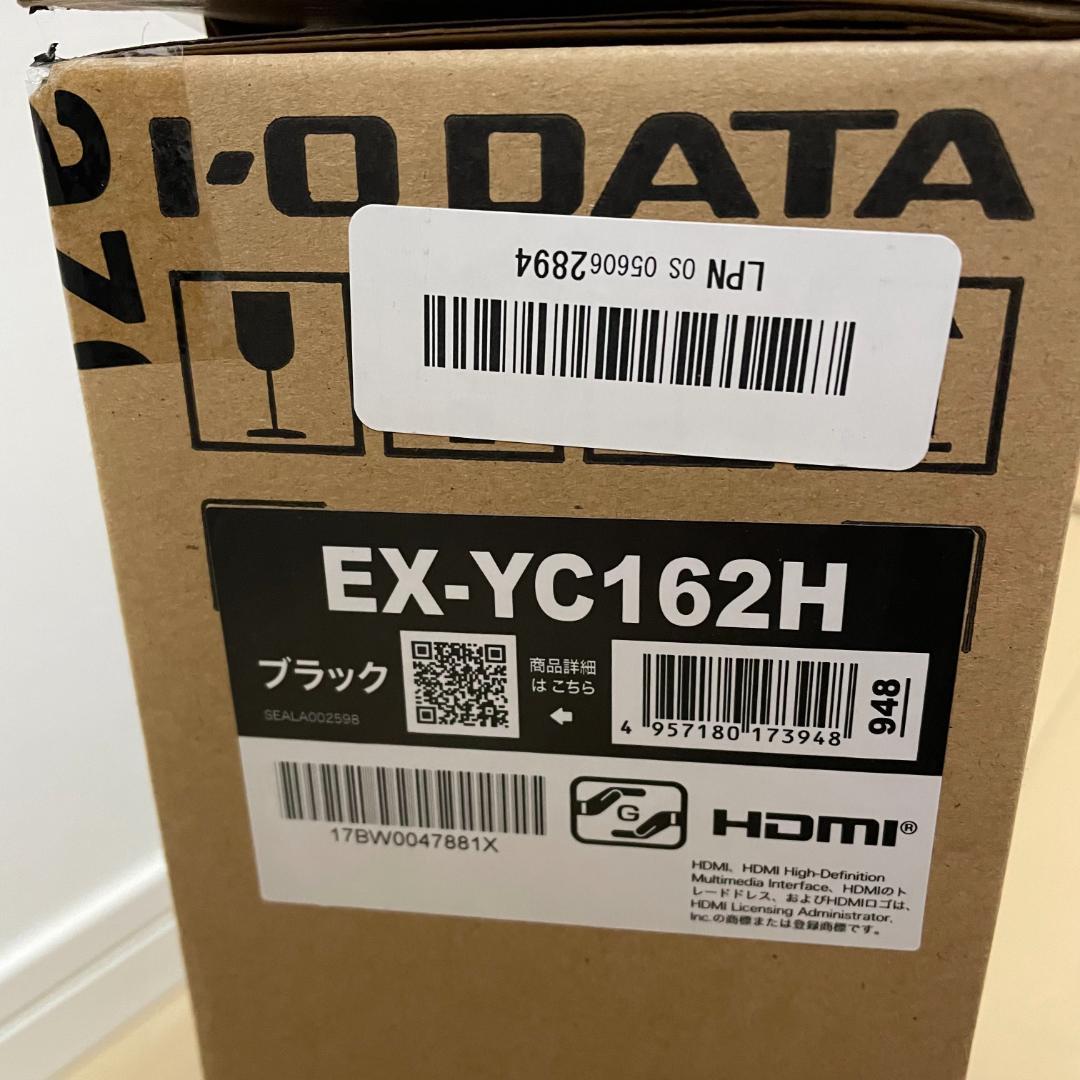 I-O DATA
27
LPN OS 0560622894
EX-YC162H
ブラック
商品詳細
は こちら
SEALA002598
4 957180 173948
948
17BW0047881X
G
HDMI®
HDMI、HDMI High-Definition
Multimedia Interface、HDMIのト
レードドレス、およびHDMIロゴは、
HDMI Licensing Administrator,
Inc.の商標または登録商標です。